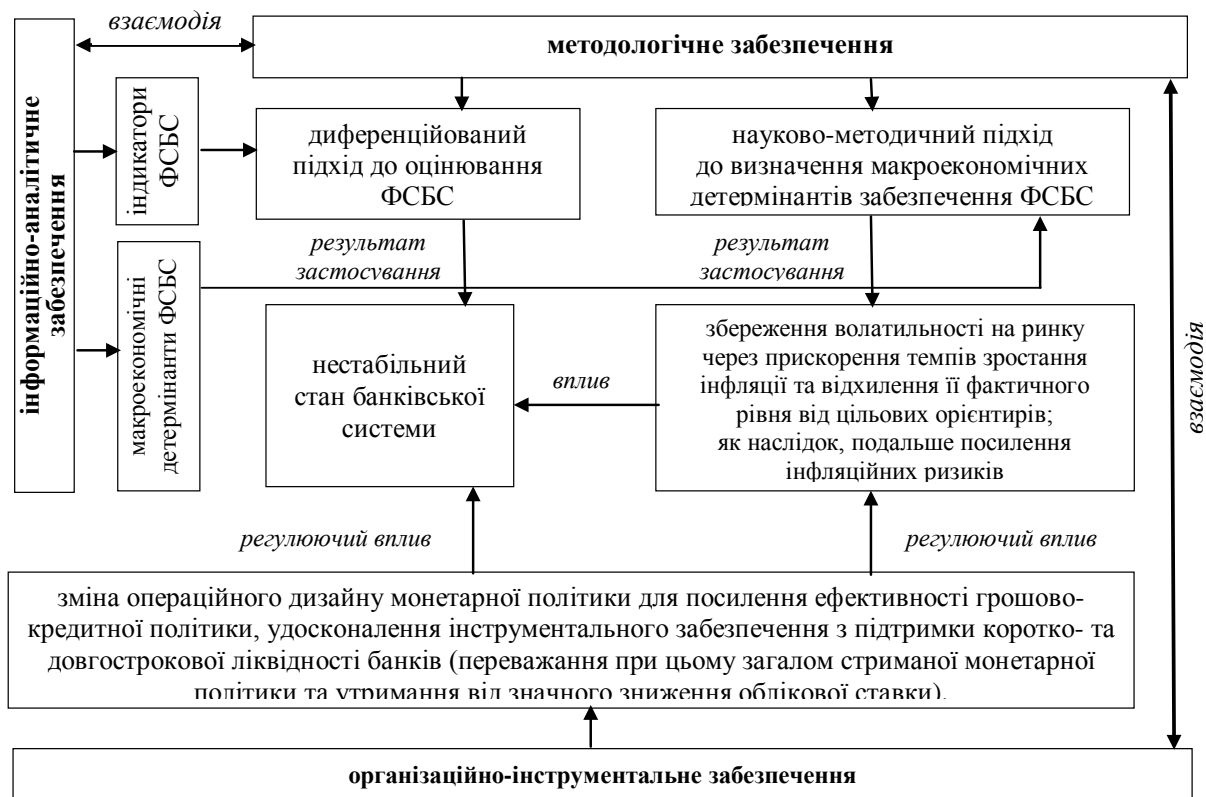 взаємодія
методологічне забезпечення
інформаційно-аналітичне
забезпечення
індикатори
ФСБС
диференційований
підхід до оцінювання
ФСБС
науково-методичний підхід
до визначення макроекономічних
детермінантів забезпечення ФСБС
результат
застосування
результат
застосування
макроекономічні
детермінанти ФСБС
нестабільний
стан банківської
системи
вплив
збереження волатильності на ринку
через прискорення темпів зростання
інфляції та відхилення її фактичного
рівня від цільових орієнтирів;
як наслідок, подальше посилення
інфляційних ризиків
взаємодія
регулюючий вплив
регулюючий вплив
зміна операційного дизайну монетарної політики для посилення ефективності грошово-
кредитної політики, удосконалення інструментального забезпечення з підтримки коротко- та
довгострокової ліквідності банків (переважання при цьому загалом стриманої монетарної
політики та утримання від значного зниження облікової ставки).
організаційно-інструментальне забезпечення